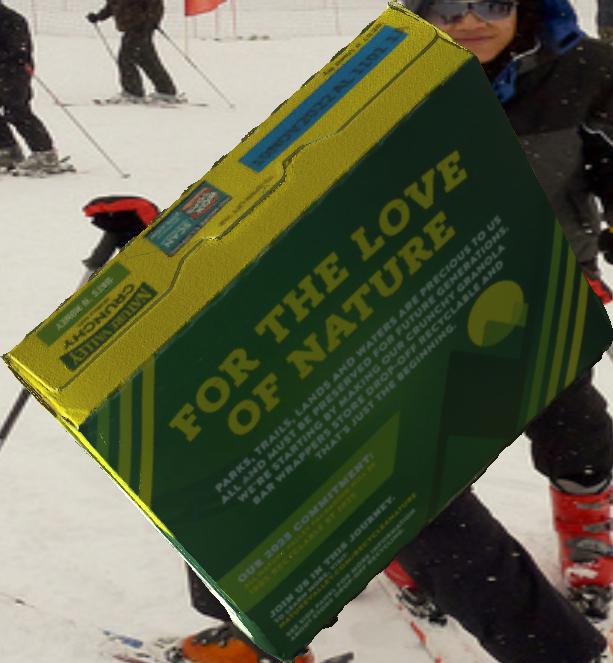 NATURE VALLEY
CRUNCHY
OATS 'N HONEY
SCAN
FOR THE LOVE
OF NATURE
PARKS, TRAILS, LANDS AND WATERS ARE PRECIOUS TO US
ALL AND MUST BE PRESERVED FOR FUTURE GENERATIONS.
WE'RE STARTING BY MAKING OUR CRUNCHY GRANOLA
BAR WRAPPERS STORE DROP-OFF RECYCLABLE AND
THAT'S JUST THE BEGINNING.
OUR 2025 COMMITMENT:
JOIN US IN THIS JOURNEY.